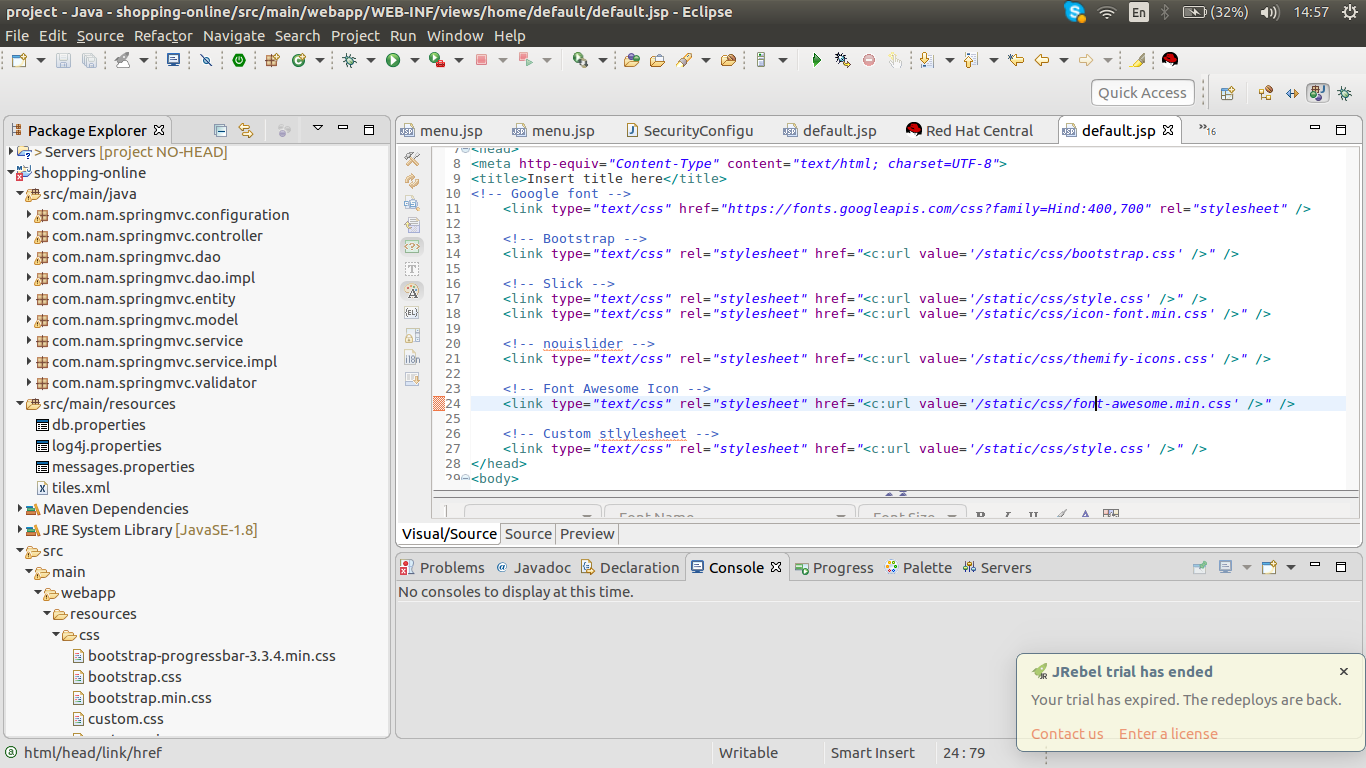 project - Java - shopping-online/src/main/webapp/WEB-INF/views/home/default/default.jsp - Eclipse
En
(32%)
14:57
File Edit Source Refactor Navigate Search Project Run Window Help
Quick Access
Package Explorer
> Servers [project NO-HEAD]
shopping-online
src/main/java
com.nam.springmvc.configuration
com.nam.springmvc.controller
com.nam.springmvc.dao
com.nam.springmvc.dao.impl
com.nam.springmvc.entity
com.nam.springmvc.model
com.nam.springmvc.service
com.nam.springmvc.service.impl
com.nam.springmvc.validator
src/main/resources
db.properties
log4j.properties
messages.properties
tiles.xml
Maven Dependencies
JRE System Library [JavaSE-1.8]
src
main
webapp
resources
css
bootstrap-progressbar-3.3.4.min.css
bootstrap.css
bootstrap.min.css
custom.css
menu.jsp menu.jsp SecurityConfigu default.jsp Red Hat Central default.jsp »16
7 <head>
8 <meta http-equiv="Content-Type" content="text/html; charset=UTF-8">
9 <title>Insert title here</title>
10 <!-- Google font -->
11 <link type="text/css" href="https://fonts.googleapis.com/css?family=Hind:400,700" rel="stylesheet" />
12
13 <!-- Bootstrap -->
14 <link type="text/css" rel="stylesheet" href="<c:url value='/static/css/bootstrap.css' />" />
15
16 <!-- Slick -->
17 <link type="text/css" rel="stylesheet" href="<c:url value='/static/css/style.css' />" />
18 <link type="text/css" rel="stylesheet" href="<c:url value='/static/css/icon-font.min.css' />" />
19
20 <!-- nouislider -->
21 <link type="text/css" rel="stylesheet" href="<c:url value='/static/css/themify-icons.css' />" />
22
23 <!-- Font Awesome Icon -->
24 <link type="text/css" rel="stylesheet" href="<c:url value='/static/css/font-awesome.min.css' />" />
25
26 <!-- Custom stlylesheet -->
27 <link type="text/css" rel="stylesheet" href="<c:url value='/static/css/style.css' />" />
28 </head>
29 <body>
Font Name Font Size B I U A
Visual/Source Source Preview
Problems @ Javadoc Declaration Console Progress Palette Servers
No consoles to display at this time.
JRebel trial has ended
Your trial has expired. The redeploys are back.
Contact us Enter a license
html/head/link/href
Writable
Smart Insert
24 : 79